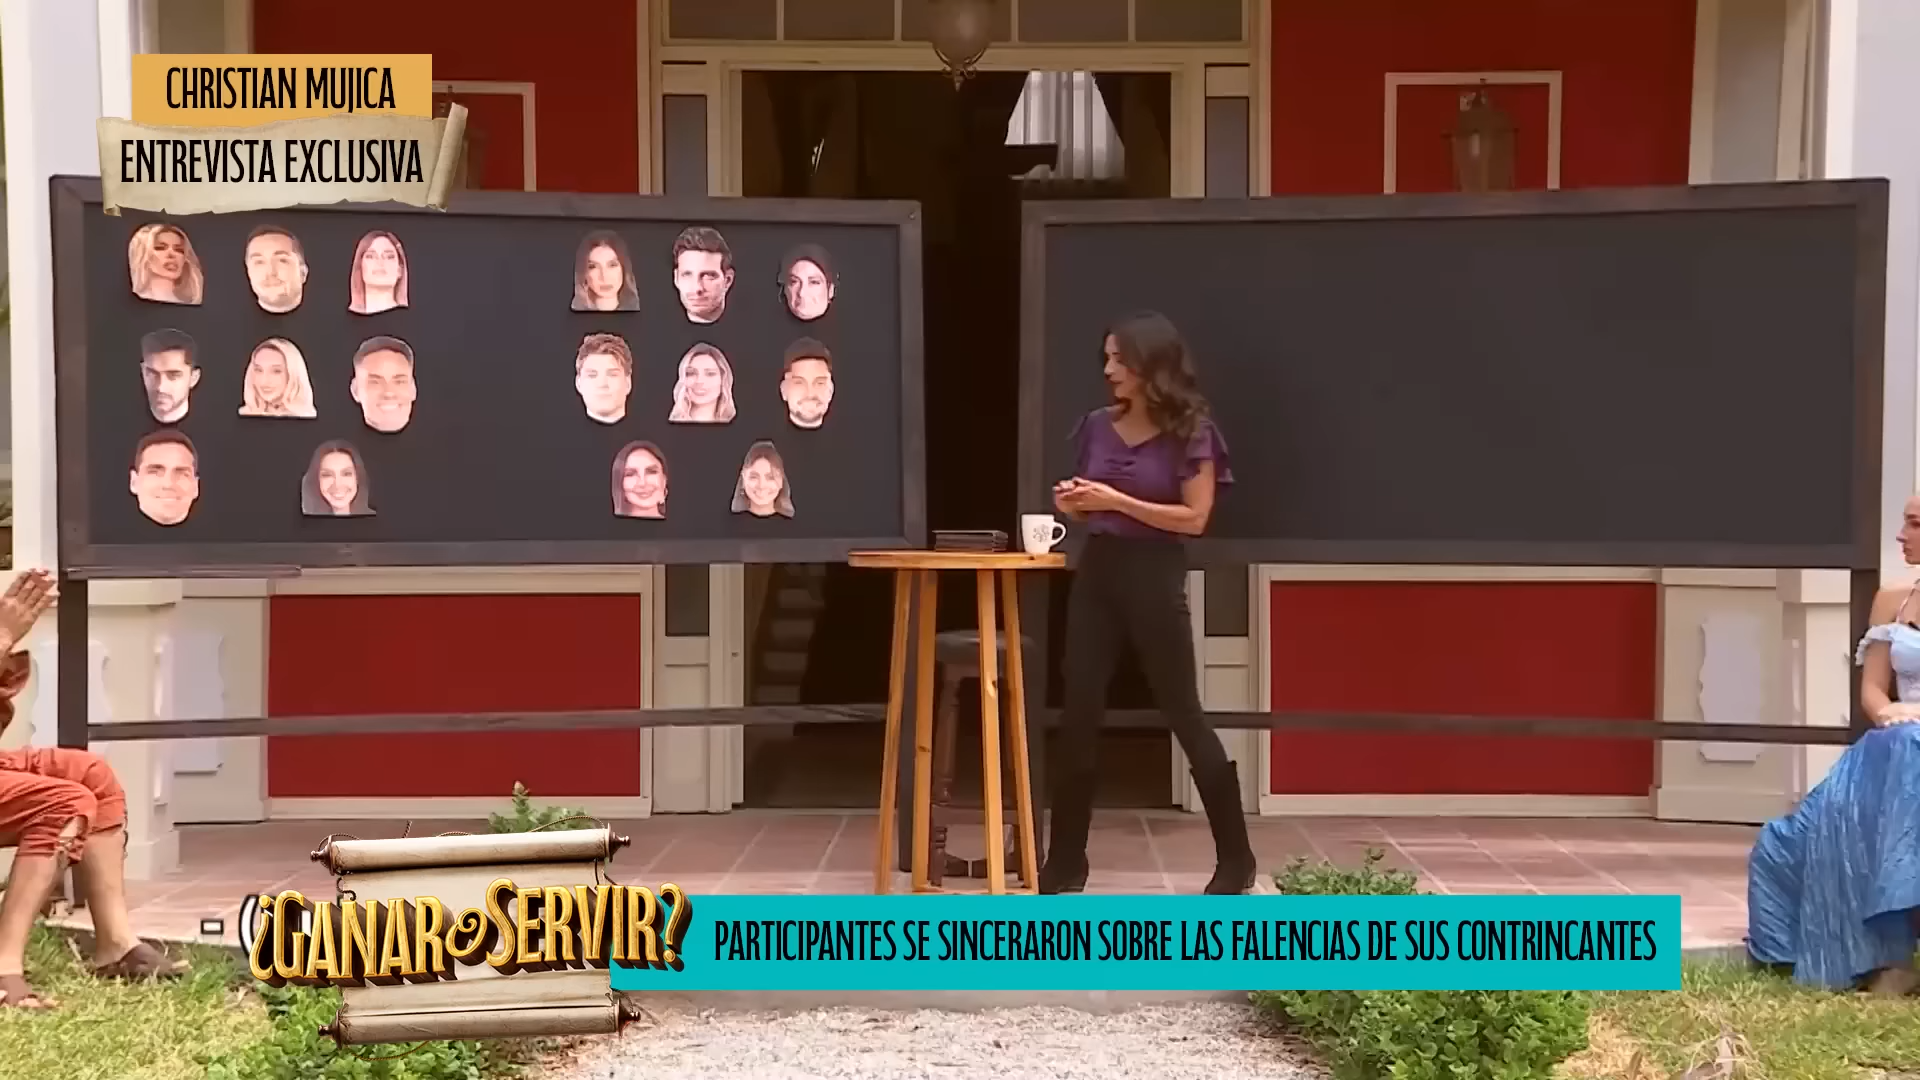 CHRISTIAN MUJICA
ENTREVISTA EXCLUSIVA
¿GANAR O SERVIR?
PARTICIPANTES SE SINCERARON SOBRE LAS FALENCIAS DE SUS CONTRINCANTES